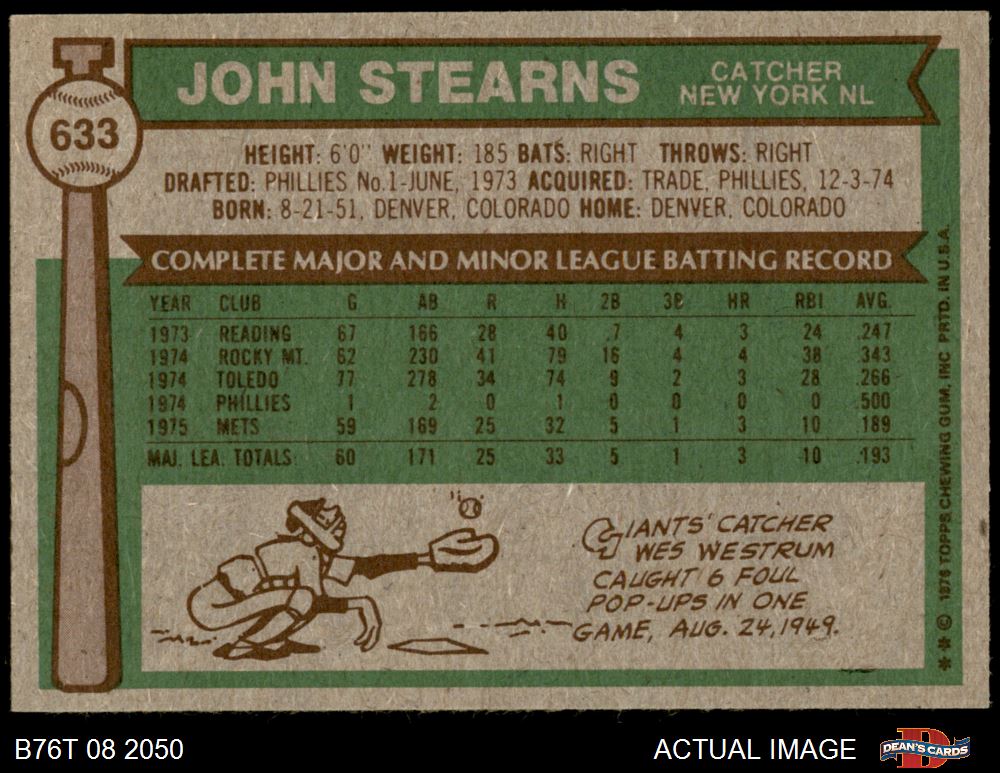 JOHN STEARNS
CATCHER
NEW YORK NL
633
HEIGHT: 6'0" WEIGHT: 185 BATS: RIGHT THROWS: RIGHT
DRAFTED: PHILLIES No.1-JUNE, 1973 ACQUIRED: TRADE, PHILLIES, 12-3-74
BORN: 8-21-51, DENVER, COLORADO HOME: DENVER, COLORADO
COMPLETE MAJOR AND MINOR LEAGUE BATTING RECORD
YEAR CLUB G AB R H 2B 3B HR RBI AVG.
1973 READING 67 166 28 40 7 4 3 24 .247
1974 ROCKY MT. 62 230 41 79 16 4 4 38 .343
1974 TOLEDO 77 278 34 74 9 2 3 28 .266
1974 PHILLIES 1 2 0 1 0 0 0 0 .500
1975 METS 59 169 25 32 5 1 3 10 .189
MAJ. LEA. TOTALS 60 171 25 33 5 1 3 10 .193
GIANTS' CATCHER
WES WESTRUM
CAUGHT 6 FOUL
POP-UPS IN ONE
GAME, AUG. 24, 1949.
** © 1976 TOPPS CHEWING GUM, INC PRTD. IN U.S.A.
B76T 08 2050
ACTUAL IMAGE
D
DEAN'S CARDS